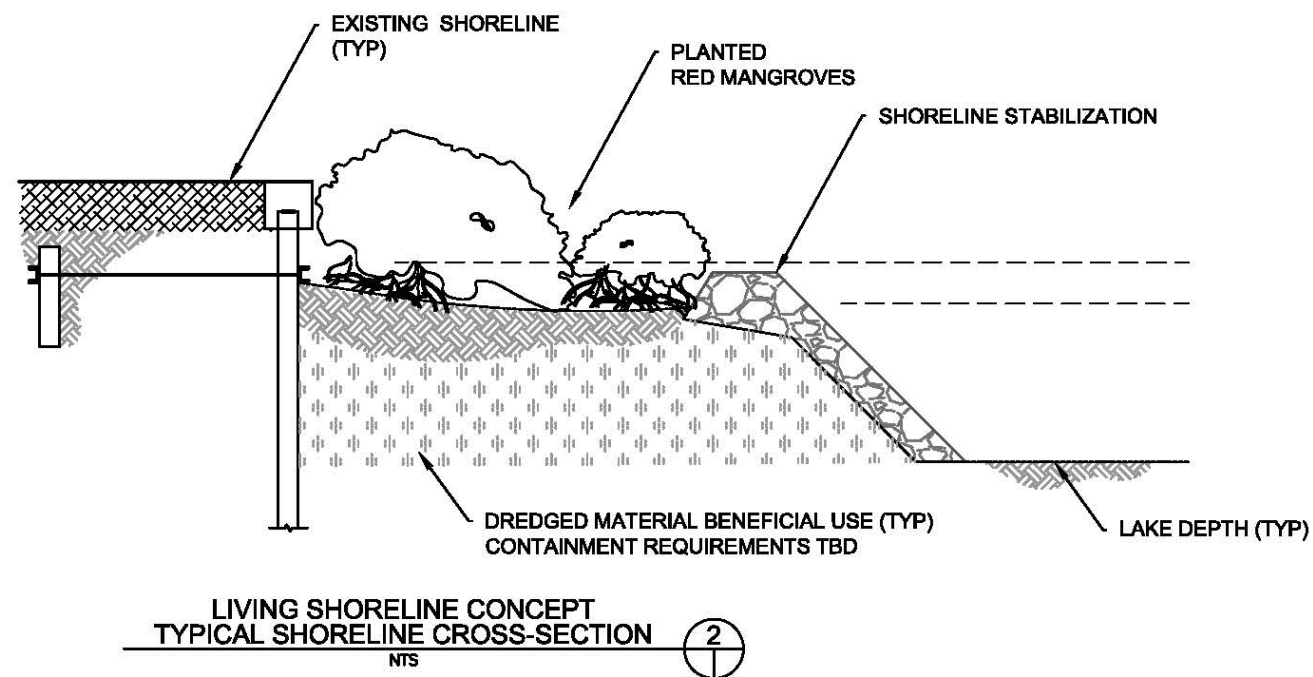 EXISTING SHORELINE
(TYP)
PLANTED
RED MANGROVES
SHORELINE STABILIZATION
DREDGED MATERIAL BENEFICIAL USE (TYP)
CONTAINMENT REQUIREMENTS TBD
LAKE DEPTH (TYP)
LIVING SHORELINE CONCEPT
TYPICAL SHORELINE CROSS-SECTION
NTS
2
1